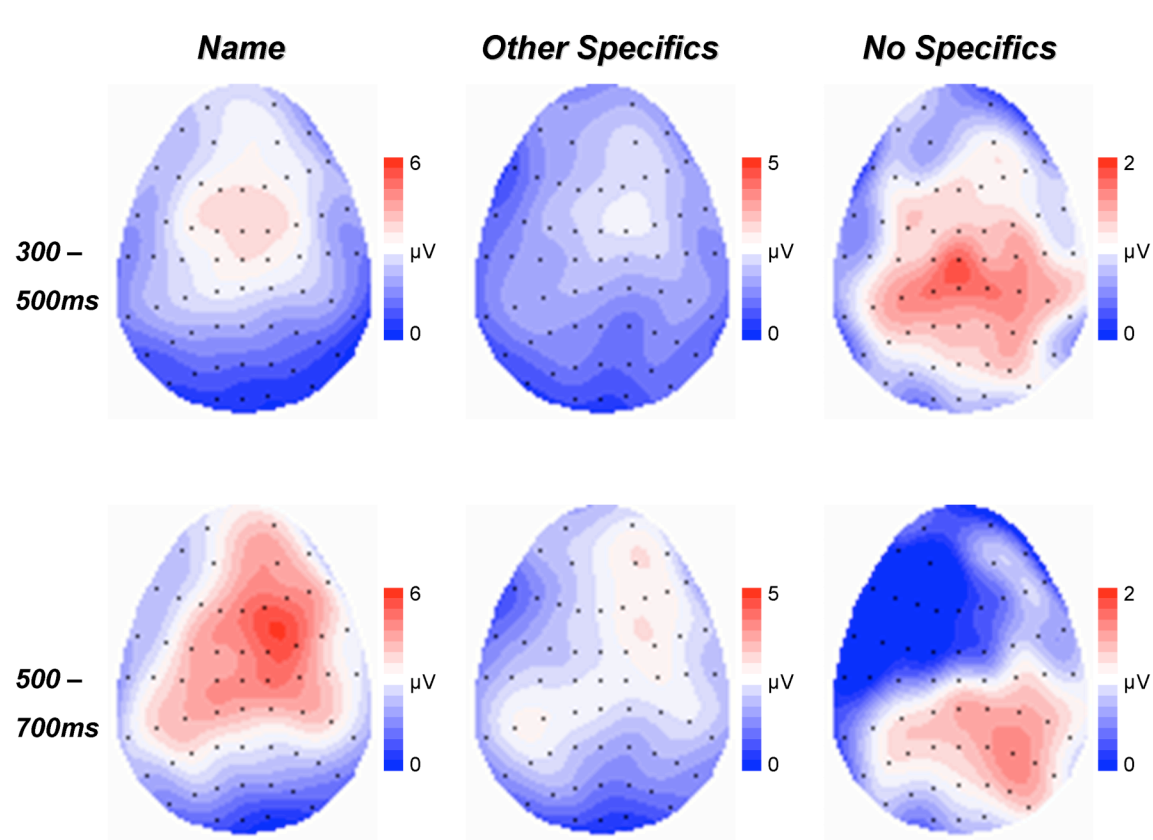 Name Other Specifics No Specifics
6 5 2
300 – µV µV µV
500ms
0 0 0
6 5 2
500 – µV µV µV
700ms
0 0 0